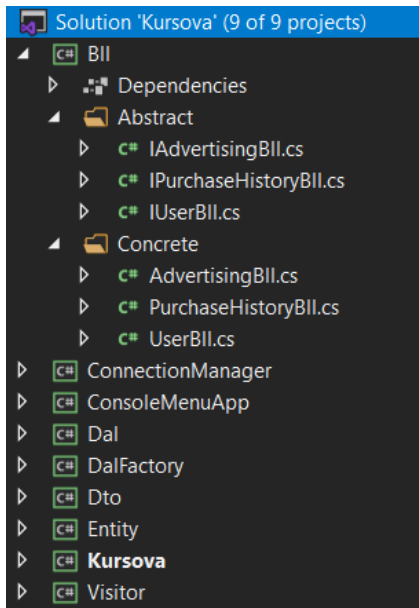 Solution 'Kursova' (9 of 9 projects)
C# Bll
Dependencies
Abstract
C# IAdvertisingBll.cs
C# IPurchaseHistoryBll.cs
C# IUserBll.cs
Concrete
C# AdvertisingBll.cs
C# PurchaseHistoryBll.cs
C# UserBll.cs
C# ConnectionManager
C# ConsoleMenuApp
C# Dal
C# DalFactory
C# Dto
C# Entity
C# Kursova
C# Visitor